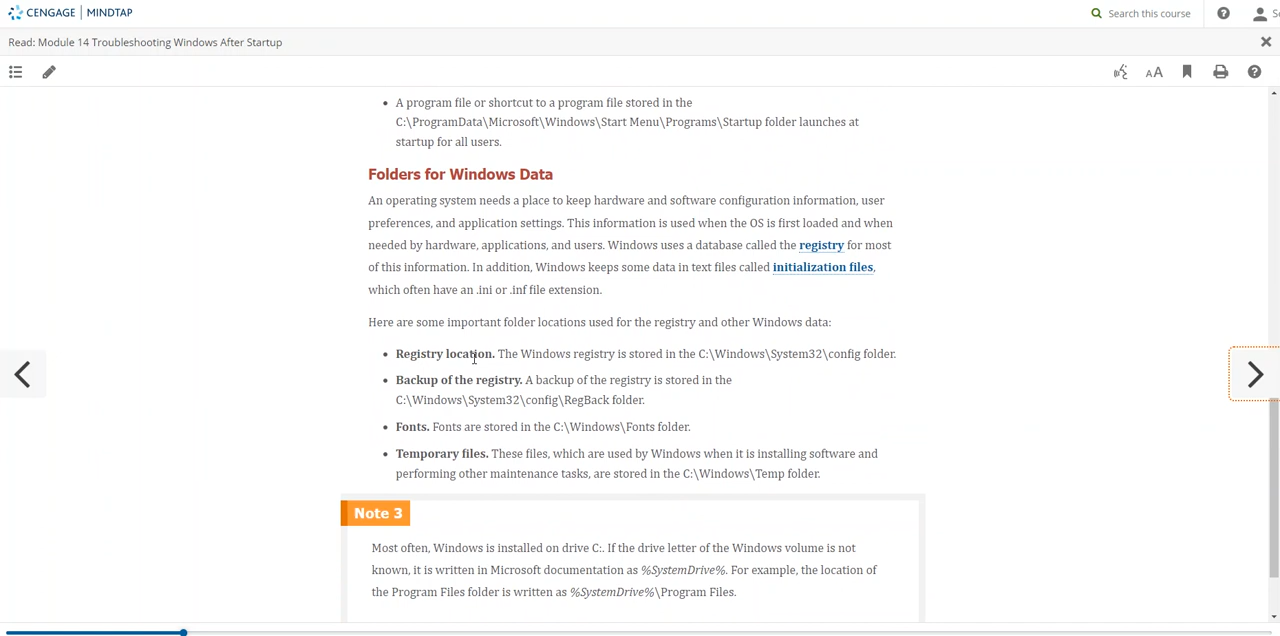 CENGAGE | MINDTAP
Search this course
Read: Module 14 Troubleshooting Windows After Startup
AA
• A program file or shortcut to a program file stored in the
C:\ProgramData\Microsoft\Windows\Start Menu\Programs\Startup folder launches at
startup for all users.
Folders for Windows Data
An operating system needs a place to keep hardware and software configuration information, user
preferences, and application settings. This information is used when the OS is first loaded and when
needed by hardware, applications, and users. Windows uses a database called the registry for most
of this information. In addition, Windows keeps some data in text files called initialization files,
which often have an .ini or .inf file extension.
Here are some important folder locations used for the registry and other Windows data:
• Registry location. The Windows registry is stored in the C:\Windows\System32\config folder.
• Backup of the registry. A backup of the registry is stored in the
C:\Windows\System32\config\RegBack folder.
• Fonts. Fonts are stored in the C:\Windows\Fonts folder.
• Temporary files. These files, which are used by Windows when it is installing software and
performing other maintenance tasks, are stored in the C:\Windows\Temp folder.
Note 3
Most often, Windows is installed on drive C:. If the drive letter of the Windows volume is not
known, it is written in Microsoft documentation as %SystemDrive%. For example, the location of
the Program Files folder is written as %SystemDrive%\Program Files.